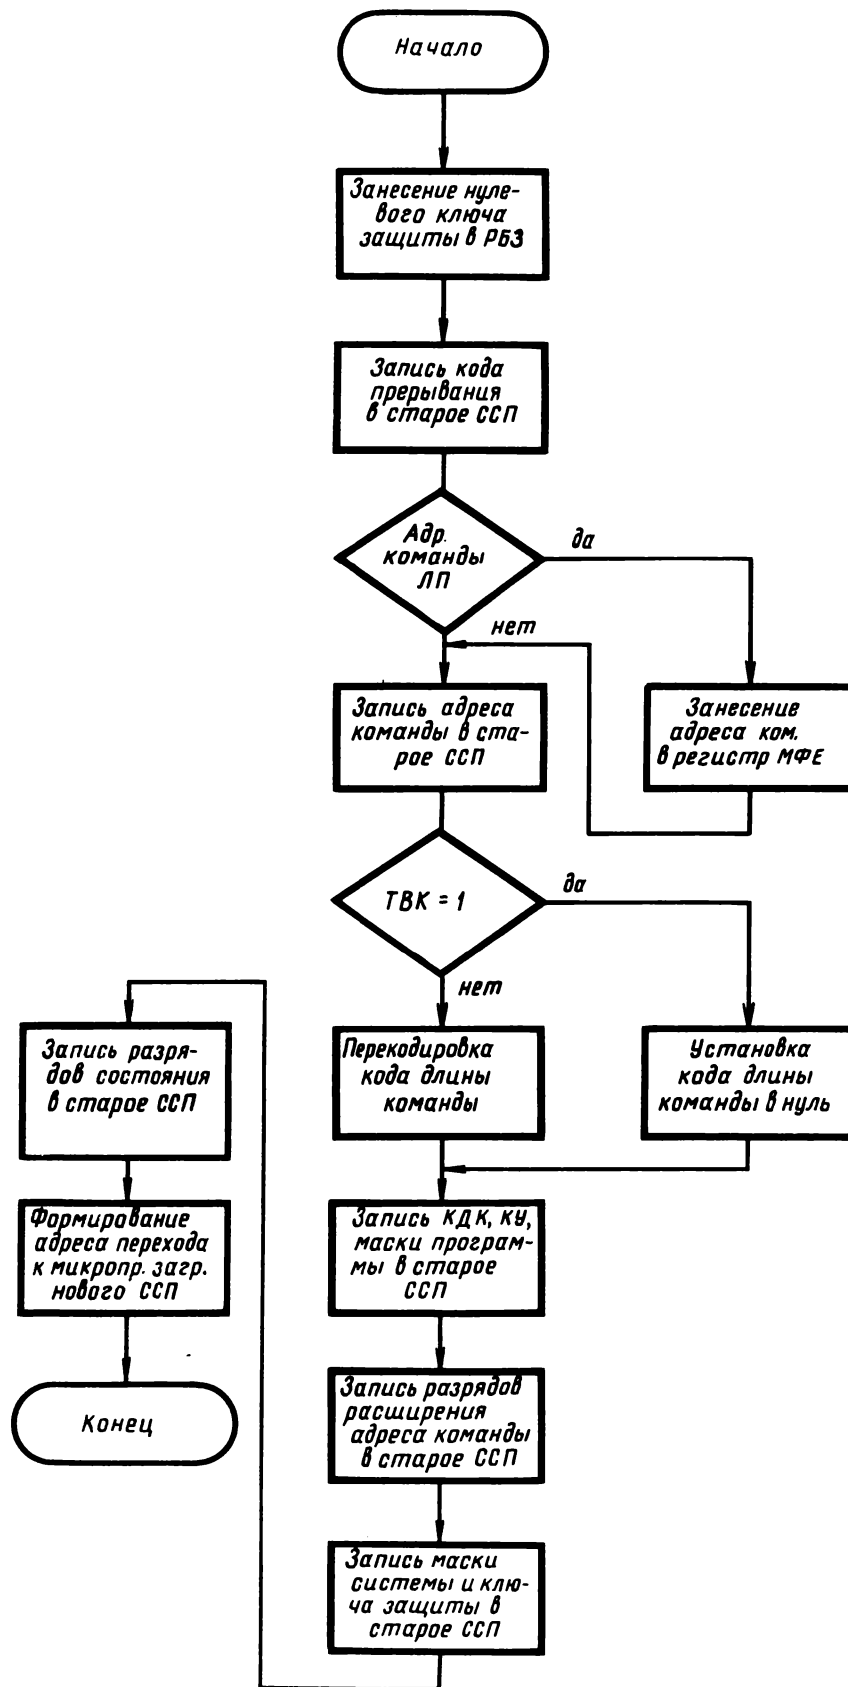 Начало
Занесение нуле-
вого ключа
защиты в РБЗ
Запись кода
прерывания
в старое ССП
Адр.
команды
ЛП
да
нет
Запись адреса
команды в ста-
рое ССП
Занесение
адреса ком.
в регистр МФЕ
ТВК = 1
да
нет
Перекодировка
кода длины
команды
Установка
кода длины
команды в нуль
Запись КДК, КУ,
маски програм-
мы в старое
ССП
Запись разрядов
расширения
адреса команды
в старое ССП
Запись маски
системы и клю-
ча защиты в
старое ССП
Запись разря-
дов состояния
в старое ССП
Формирование
адреса перехода
к микропр. загр.
нового ССП
Конец